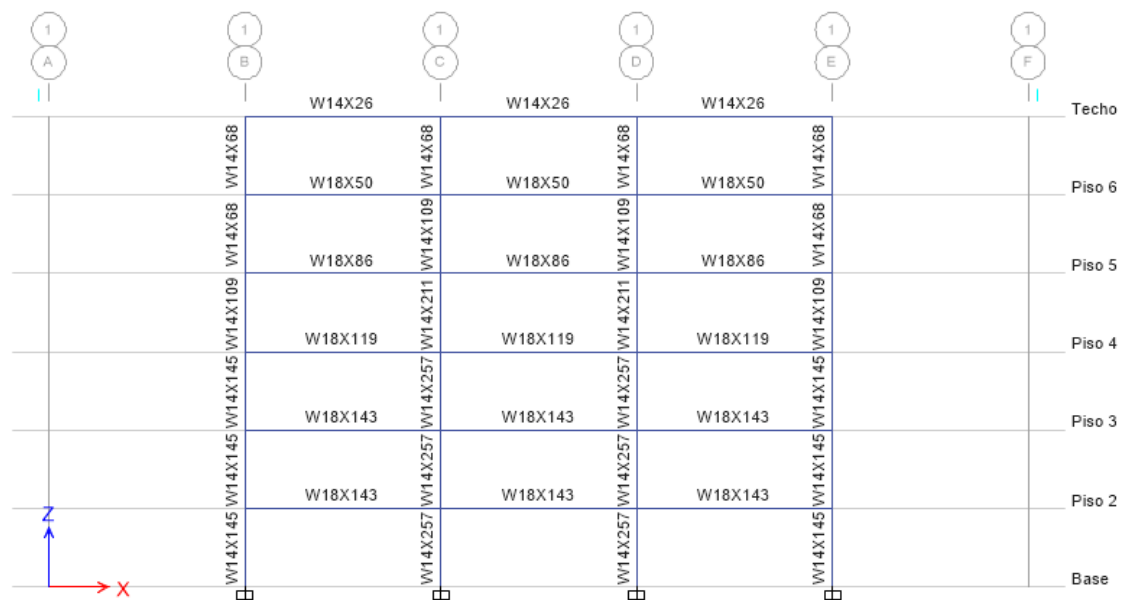 1 1 1 1 1 1
A B C D E F
W14X26 W14X26 W14X26
Techo
W14X68 W14X68 W14X68 W14X68
W18X50 W18X50 W18X50
Piso 6
W14X68 W14X109 W14X109 W14X68
W18X86 W18X86 W18X86
Piso 5
W14X109 W14X211 W14X211 W14X109
W18X119 W18X119 W18X119
Piso 4
W14X145 W14X257 W14X257 W14X145
W18X143 W18X143 W18X143
Piso 3
W14X145 W14X257 W14X257 W14X145
W18X143 W18X143 W18X143
Piso 2
W14X145 W14X257 W14X257 W14X145
Z
X
Base